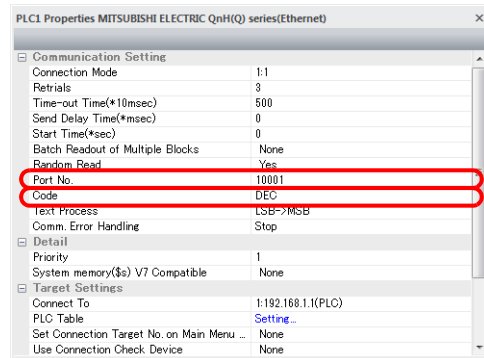 PLC1 Properties MITSUBISHI ELECTRIC QnH(Q) series(Ethernet)
Communication Setting
Connection Mode 1:1
Retrials 3
Time-out Time(*10msec) 500
Send Delay Time(*msec) 0
Start Time(*sec) 0
Batch Readout of Multiple Blocks None
Random Read Yes
Port No. 10001
Code DEC
Text Process LSB->MSB
Comm. Error Handling Stop
Detail
Priority 1
System memory($s) V7 Compatible None
Target Settings
Connect To 1:192.168.1.1(PLC)
PLC Table Setting...
Set Connection Target No. on Main Menu ... None
Use Connection Check Device None